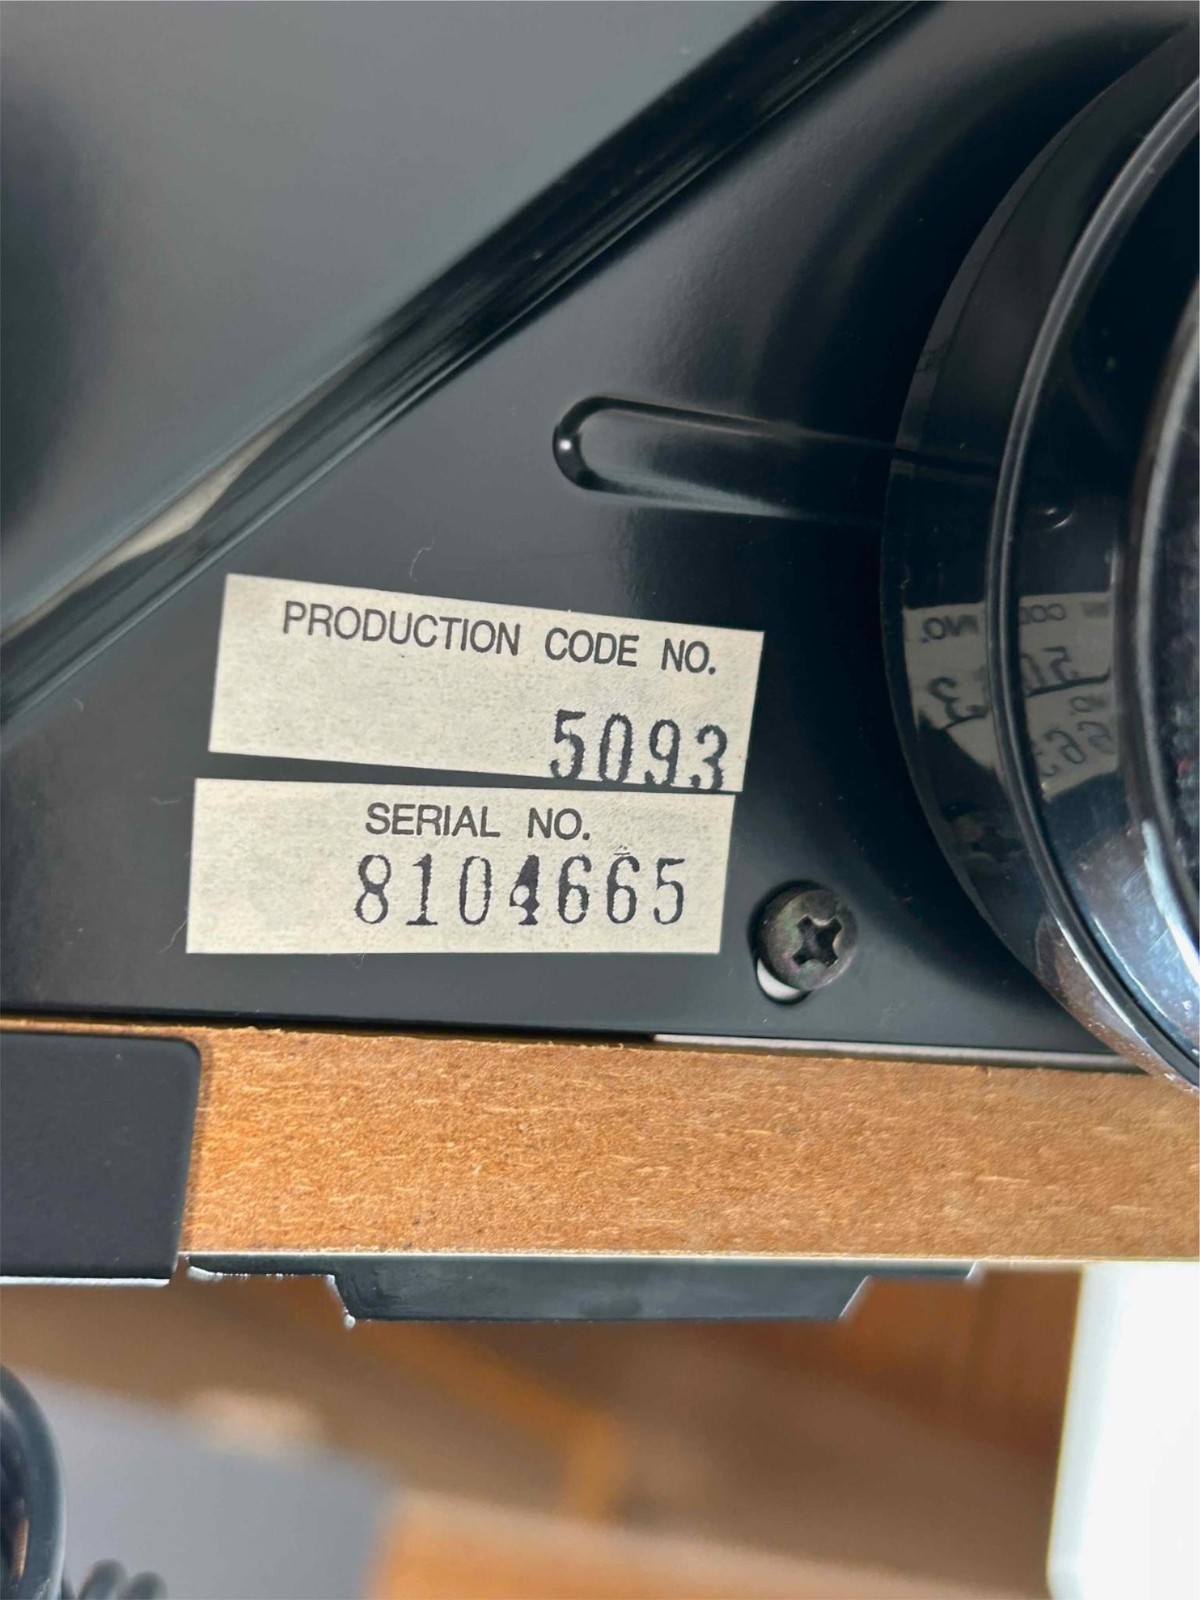 PRODUCTION CODE NO.
5093
SERIAL NO.
8104665